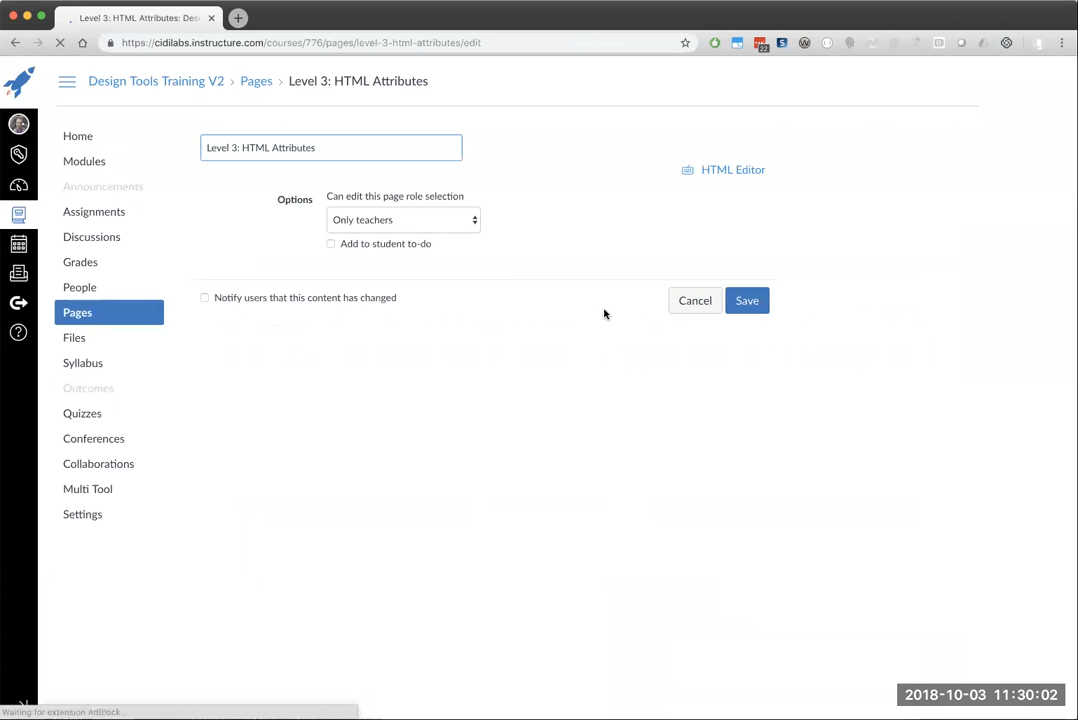 Level 3: HTML Attributes: Des
https://cidilabs.instructure.com/courses/776/pages/level-3-html-attributes/edit
22
Design Tools Training V2 > Pages > Level 3: HTML Attributes
Home
Modules
Announcements
Assignments
Discussions
Grades
People
Pages
Files
Syllabus
Outcomes
Quizzes
Conferences
Collaborations
Multi Tool
Settings
Level 3: HTML Attributes
HTML Editor
Options
Can edit this page role selection
Only teachers
Add to student to-do
Notify users that this content has changed
Cancel
Save
Waiting for extension AdBlock...
2018-10-03 11:30:02